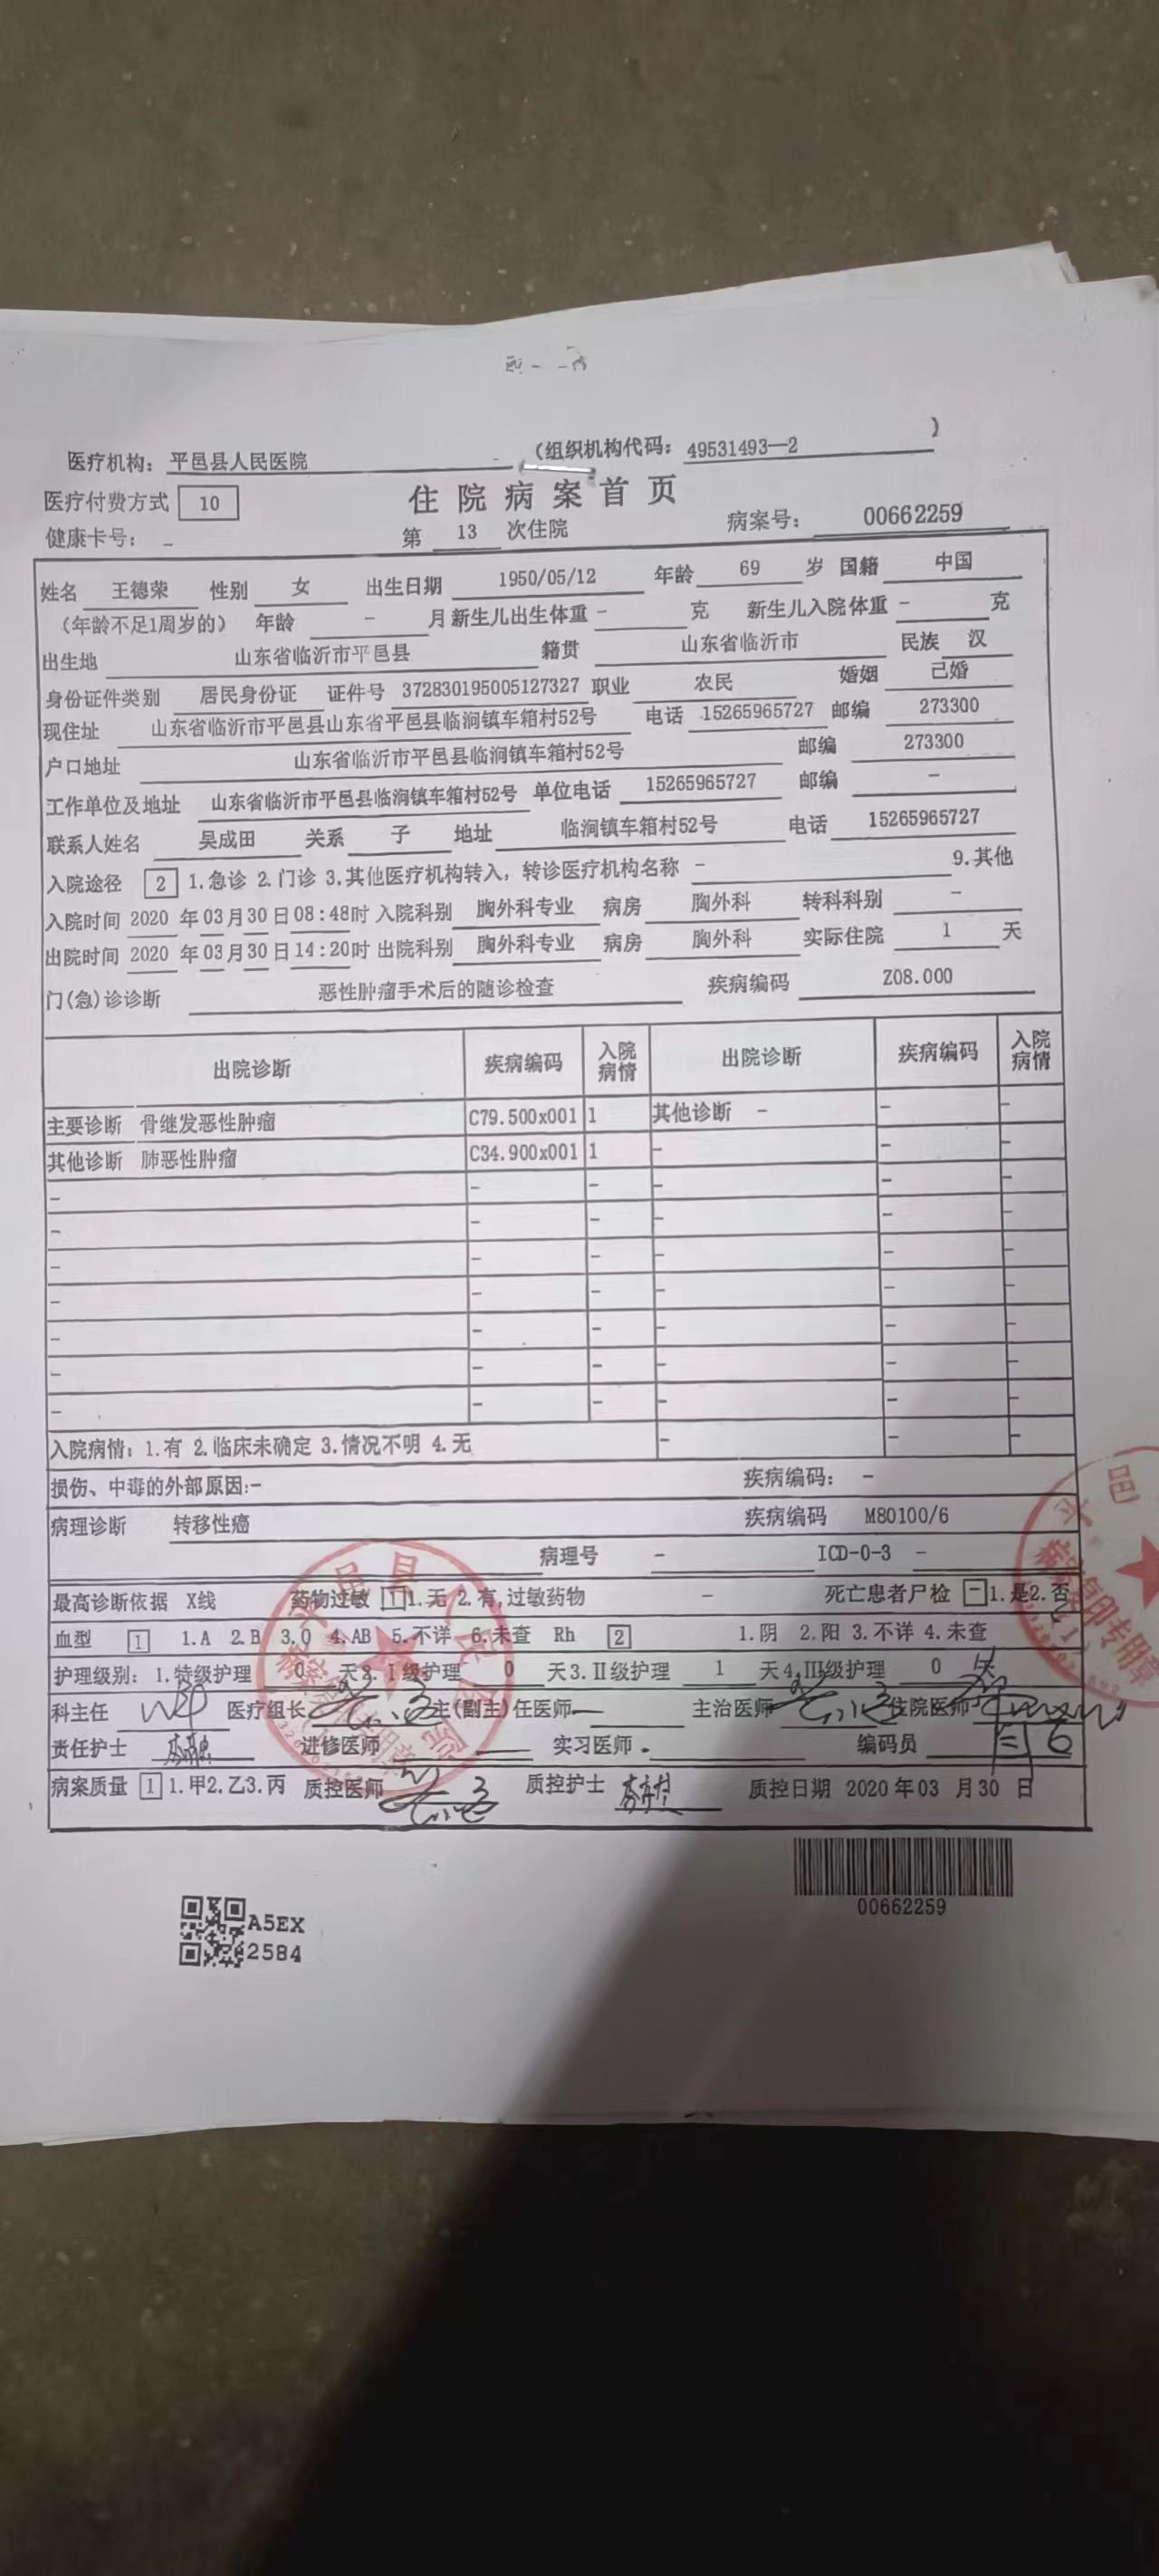 医疗机构：平邑县人民医院 （组织机构代码：49531493—2 ）
医疗付费方式 10 住院病案首页
健康卡号： － 第 13 次住院 病案号： 00662259
姓名 王德荣 性别 女 出生日期 1950/05/12 年龄 69 岁 国籍 中国
（年龄不足1周岁的） 年龄 － 月 新生儿出生体重 － 克 新生儿入院体重 － 克
出生地 山东省临沂市平邑县 籍贯 山东省临沂市 民族 汉
身份证件类别 居民身份证 证件号 372830195005127327 职业 农民 婚姻 己婚
现住址 山东省临沂市平邑县山东省平邑县临涧镇车箱村52号 电话 15265965727 邮编 273300
户口地址 山东省临沂市平邑县临涧镇车箱村52号 邮编 273300
工作单位及地址 山东省临沂市平邑县临涧镇车箱村52号 单位电话 15265965727 邮编 －
联系人姓名 吴成田 关系 子 地址 临涧镇车箱村52号 电话 15265965727
入院途径 2 1.急诊 2.门诊 3.其他医疗机构转入，转诊医疗机构名称 － 9.其他
入院时间 2020 年 03 月 30 日 08:48时 入院科别 胸外科专业 病房 胸外科 转科科别 －
出院时间 2020 年 03 月 30 日 14:20时 出院科别 胸外科专业 病房 胸外科 实际住院 1 天
门(急)诊诊断 恶性肿瘤手术后的随诊检查 疾病编码 Z08.000
出院诊断 疾病编码 入院病情 出院诊断 疾病编码 入院病情
主要诊断 骨继发恶性肿瘤 C79.500x001 1 其他诊断 － － －
其他诊断 肺恶性肿瘤 C34.900x001 1 － － －
－ － － － － －
－ － － － － －
－ － － － － －
－ － － － － －
－ － － － － －
－ － － － － －
－ － － － － －
入院病情：1.有 2.临床未确定 3.情况不明 4.无 － － －
损伤、中毒的外部原因:－ 疾病编码： －
病理诊断 转移性癌 疾病编码 M80100/6
病理号 － ICD-0-3 －
最高诊断依据 X线 药物过敏 1 1.无 2.有,过敏药物 － 死亡患者尸检 － 1.是2.否
血型 1 1.A 2.B 3.O 4.AB 5.不详 6.未查 Rh 2 1.阴 2.阳 3.不详 4.未查
护理级别：1.特级护理 0 天2.Ⅰ级护理 0 天3.Ⅱ级护理 1 天4.Ⅲ级护理 0 天
科主任 医疗组长 主(副主)任医师 主治医师 住院医师
责任护士 进修医师 实习医师 编码员
病案质量 1 1.甲2.乙3.丙 质控医师 质控护士 质控日期 2020 年 03 月 30 日
00662259
A5EX
2584